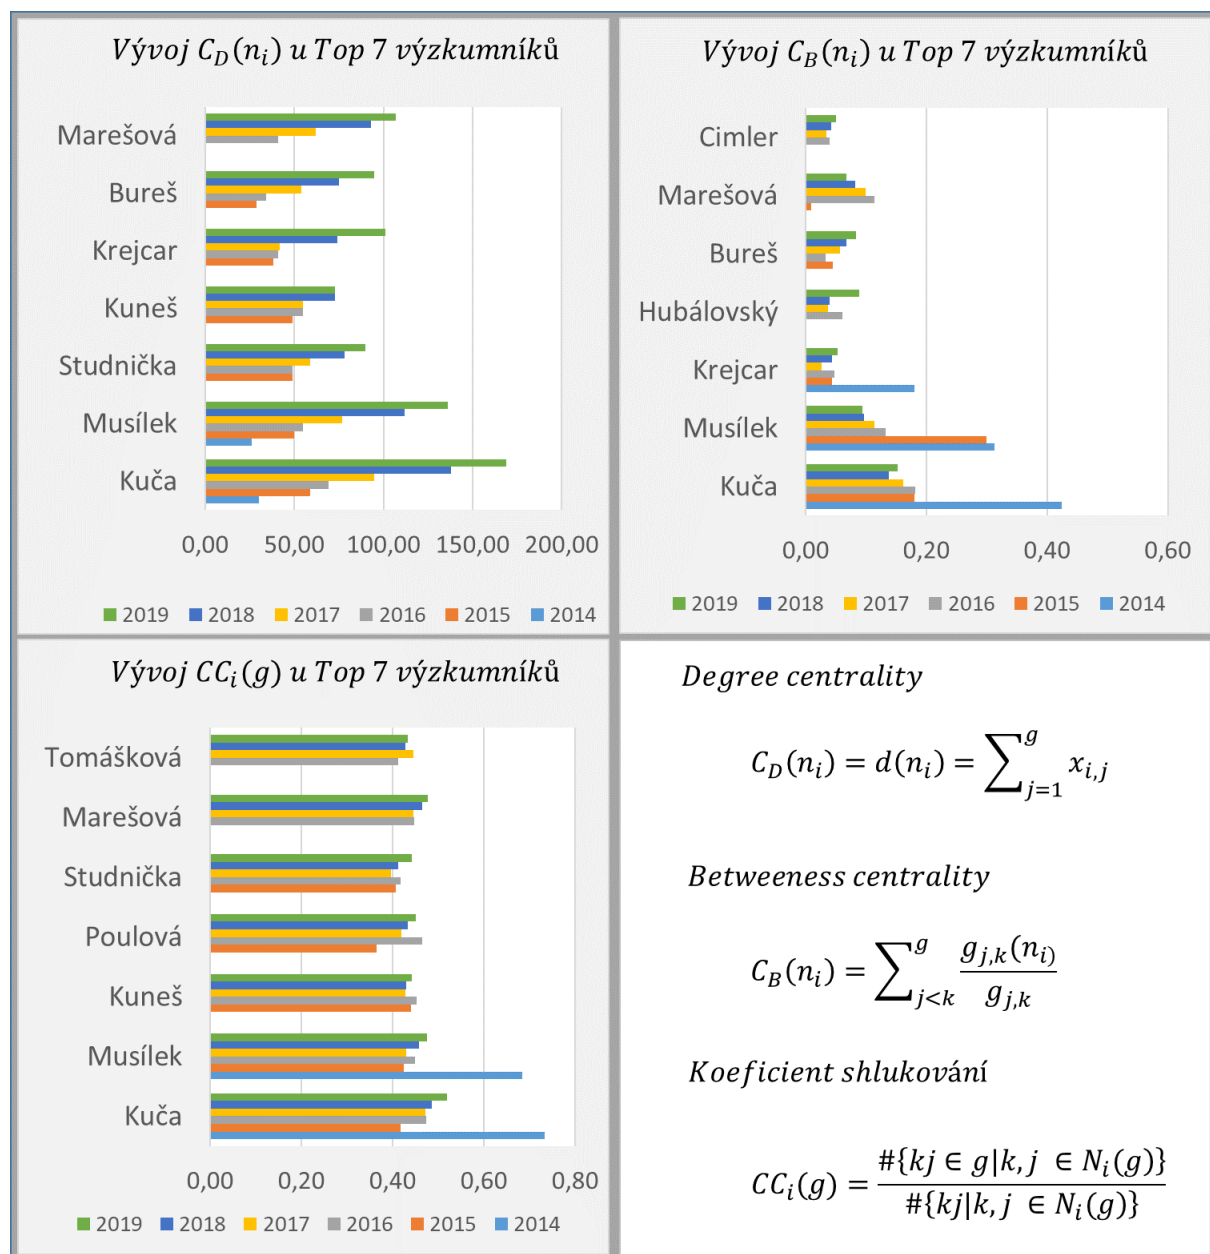 Vývoj C_D(n_i) u Top 7 výzkumníků
Marešová
Bureš
Krejcar
Kuneš
Studnička
Musílek
Kuča
0,00 50,00 100,00 150,00 200,00
2019 2018 2017 2016 2015 2014
Vývoj C_B(n_i) u Top 7 výzkumníků
Cimler
Marešová
Bureš
Hubálovský
Krejcar
Musílek
Kuča
0,00 0,20 0,40 0,60
2019 2018 2017 2016 2015 2014
Vývoj CC_i(g) u Top 7 výzkumníků
Tomášková
Marešová
Studnička
Poulová
Kuneš
Musílek
Kuča
0,00 0,20 0,40 0,60 0,80
2019 2018 2017 2016 2015 2014
Degree centrality
C_D(n_i) = d(n_i) = ∑_{j=1}^{g} x_{i,j}
Betweeness centrality
C_B(n_i) = ∑_{j<k}^{g} g_{j,k}(n_i) / g_{j,k}
Koeficient shlukování
CC_i(g) = #{kj ∈ g|k, j ∈ N_i(g)} / #{kj|k, j ∈ N_i(g)}